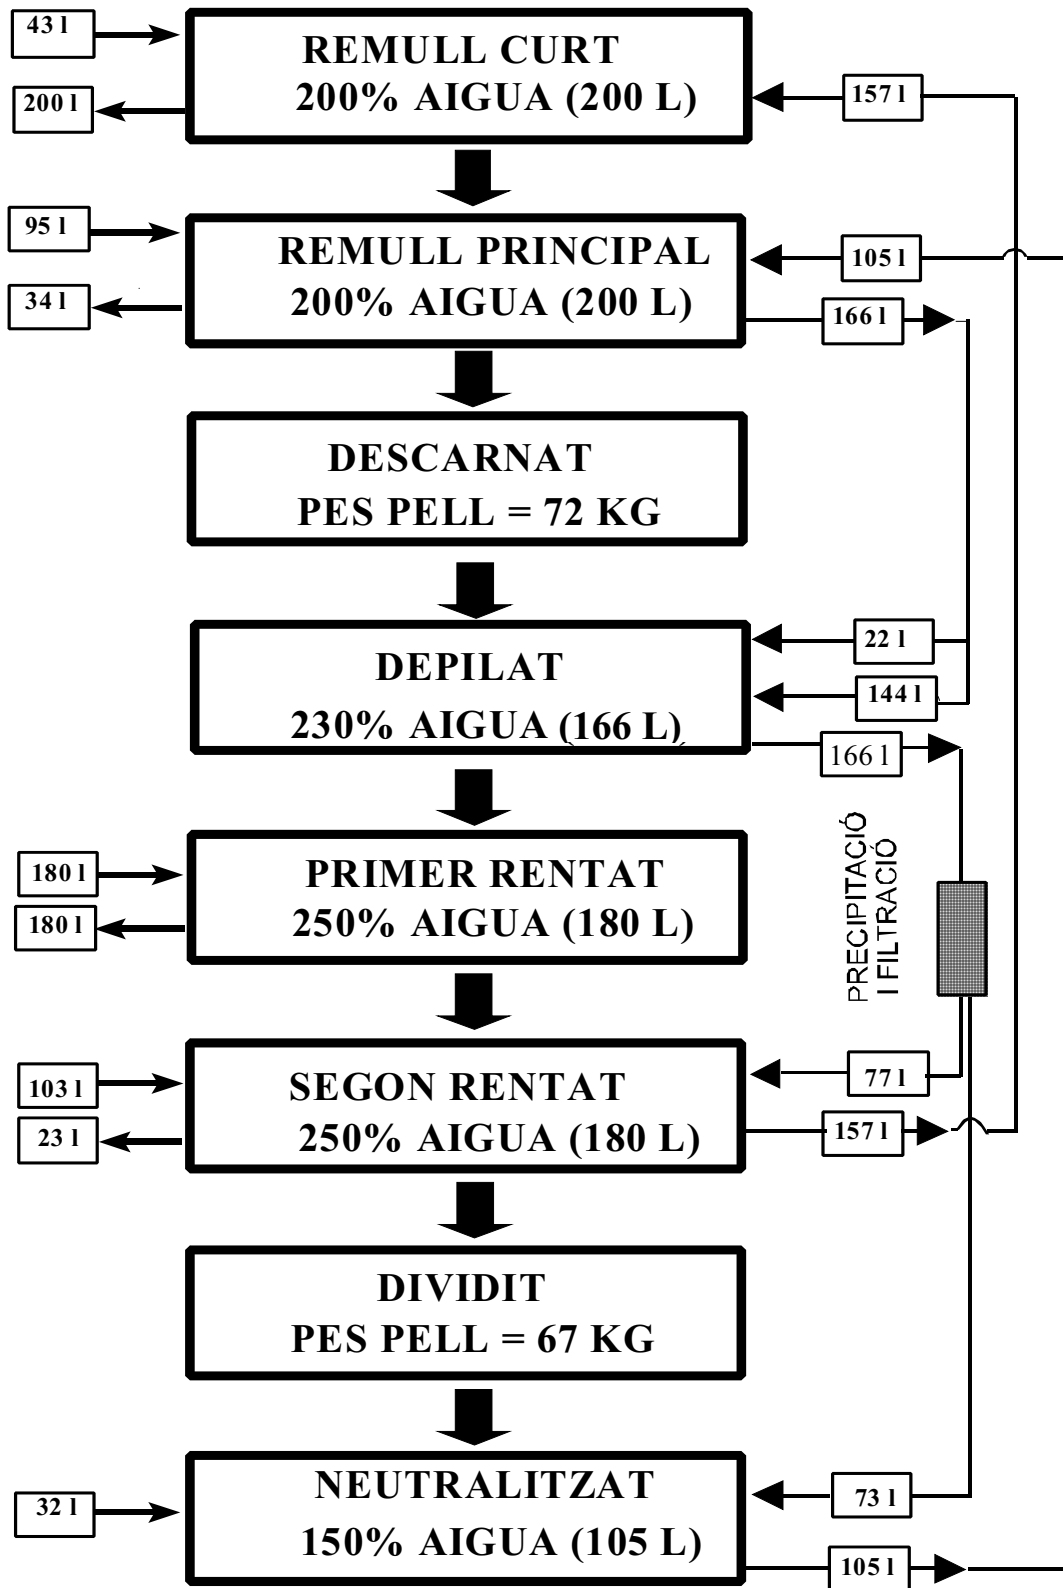 43 l
REMULL CURT
200% AIGUA (200 L)
200 l
157 l
95 l
REMULL PRINCIPAL
200% AIGUA (200 L)
34 l
105 l
166 l
DESCARNAT
PES PELL = 72 KG
DEPILAT
230% AIGUA (166 L)
22 l
144 l
166 l
PRECIPITACIÓ
I FILTRACIÓ
180 l
PRIMER RENTAT
250% AIGUA (180 L)
180 l
103 l
SEGON RENTAT
250% AIGUA (180 L)
23 l
77 l
157 l
DIVIDIT
PES PELL = 67 KG
32 l
NEUTRALITZAT
150% AIGUA (105 L)
73 l
105 l